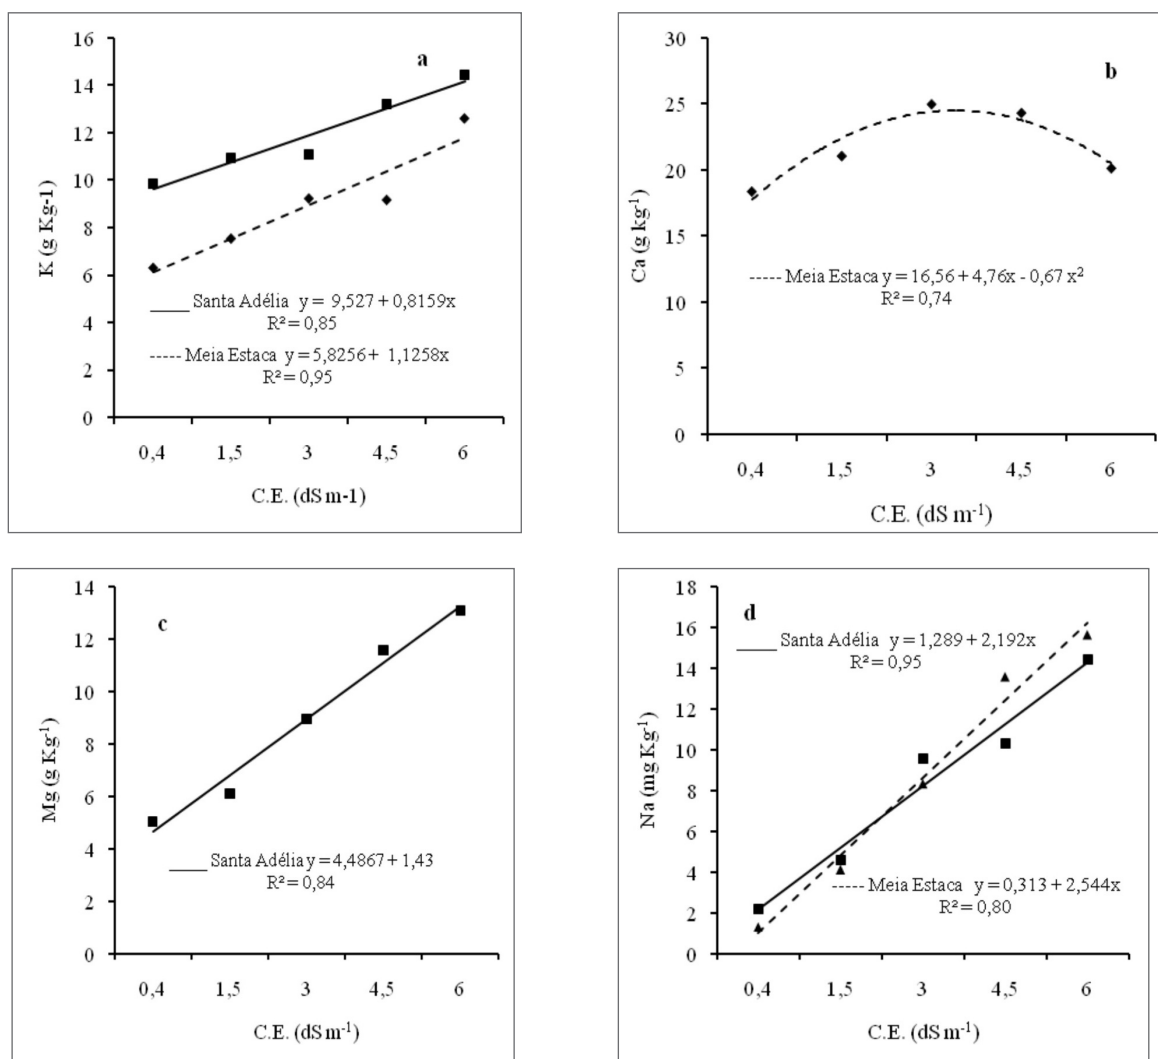 a
K (g Kg-1)
16
14
12
10
8
6
4
2
0
Santa Adélia y = 9,527 + 0,8159x
R² = 0,85
Meia Estaca y = 5,8256 + 1,1258x
R² = 0,95
0,4 1,5 3 4,5 6
C.E. (dS m-1)
b
Ca (g kg⁻¹)
30
25
20
15
10
5
0
Meia Estaca y = 16,56 + 4,76x - 0,67 x²
R² = 0,74
0,4 1,5 3 4,5 6
C.E. (dS m⁻¹)
c
Mg (g Kg⁻¹)
14
12
10
8
6
4
2
0
Santa Adélia y = 4,4867 + 1,43
R² = 0,84
0,4 1,5 3 4,5 6
C.E. (dS m⁻¹)
d
Na (mg Kg⁻¹)
18
16
14
12
10
8
6
4
2
0
Santa Adélia y = 1,289 + 2,192x
R² = 0,95
Meia Estaca y = 0,313 + 2,544x
R² = 0,80
0,4 1,5 3 4,5 6
C.E. (dS m⁻¹)